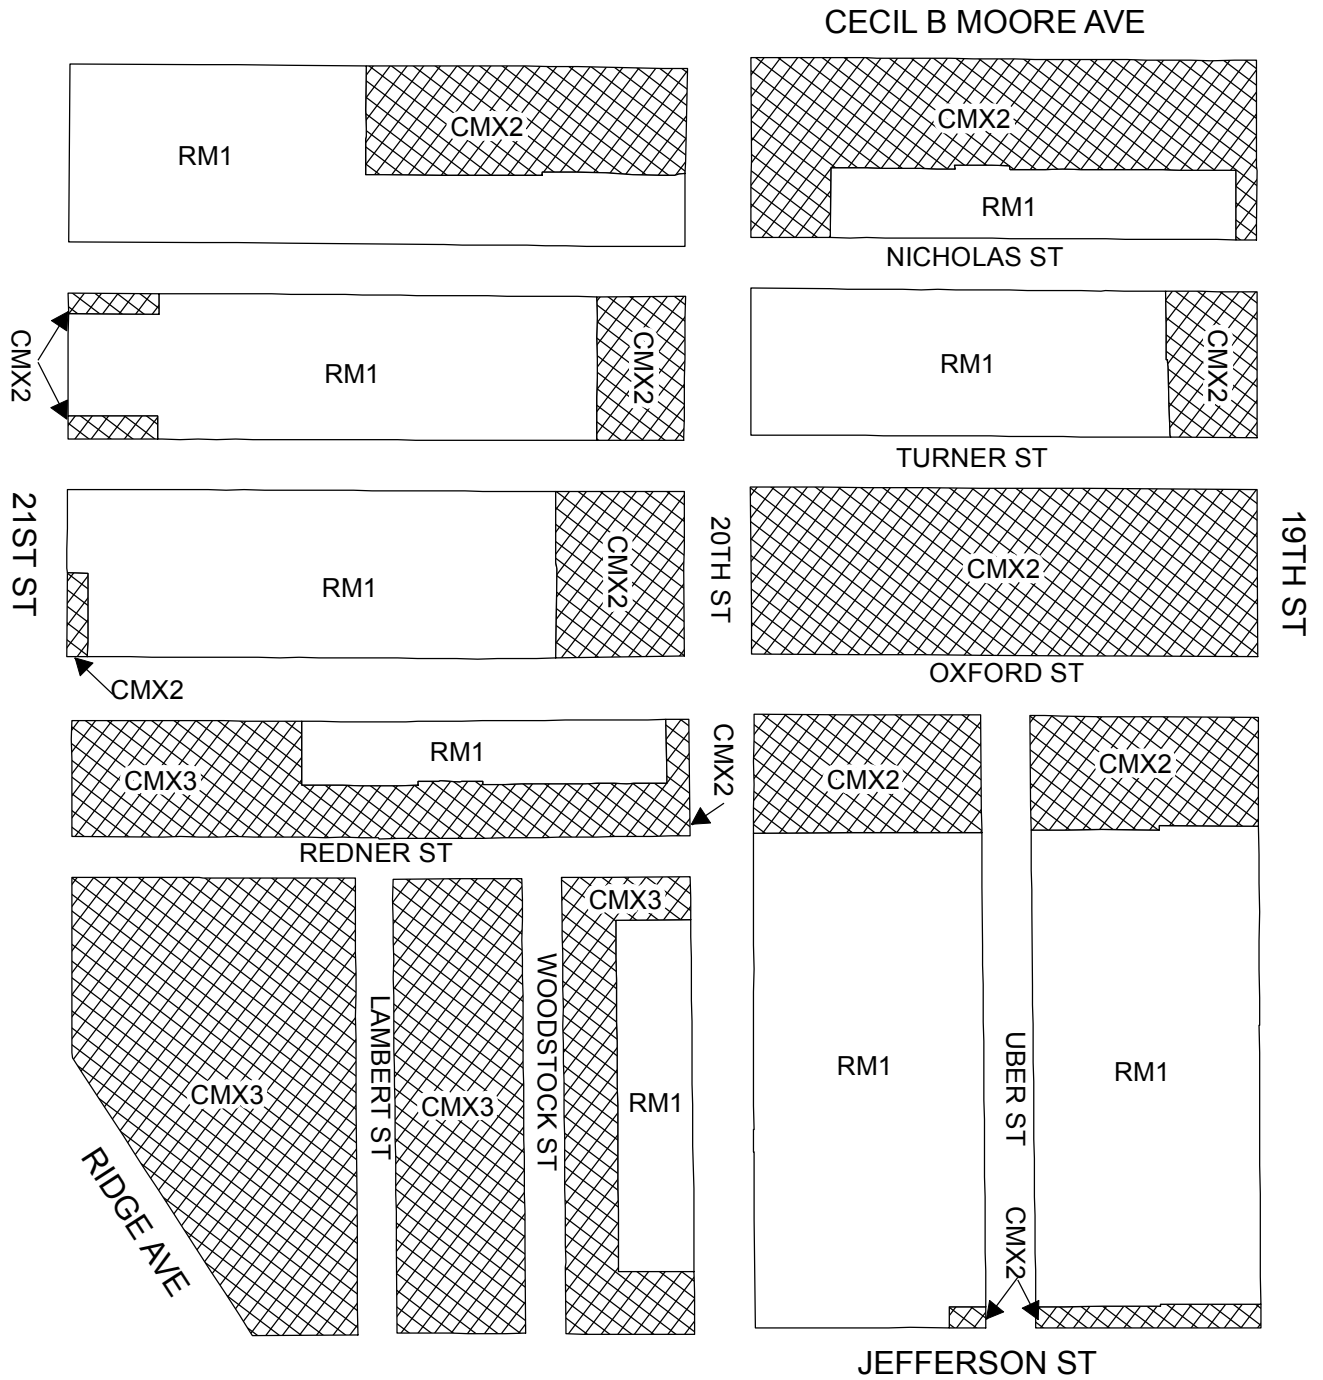 CECIL B MOORE AVE
CMX2
CMX2
RM1
RM1
NICHOLAS ST
CMX2
RM1
CMX2
RM1
CMX2
TURNER ST
21ST ST
RM1
CMX2
20TH ST
CMX2
19TH ST
OXFORD ST
CMX2
RM1
CMX3
CMX2
CMX2
CMX2
REDNER ST
CMX3
WOODSTOCK ST
LAMBERT ST
CMX3
CMX3
RM1
RM1
UBER ST
RM1
RIDGE AVE
CMX2
JEFFERSON ST